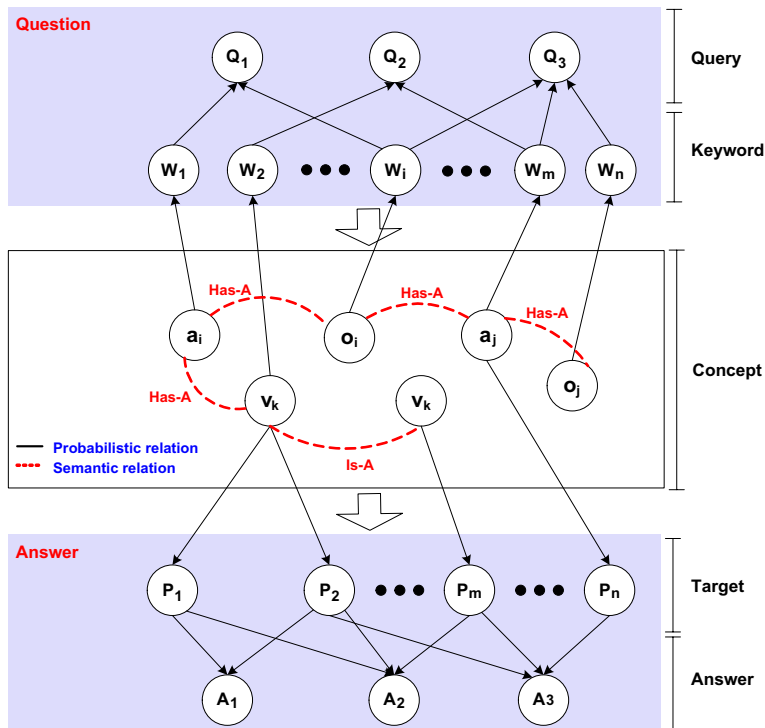 Question
Q1 Q2 Q3
Query
W1 W2 Wi Wm Wn
Keyword
Has-A Has-A Has-A
ai oi aj
oj
Concept
Has-A
vk vk
Probabilistic relation
Semantic relation
Is-A
Answer
P1 P2 Pm Pn
Target
A1 A2 A3
Answer